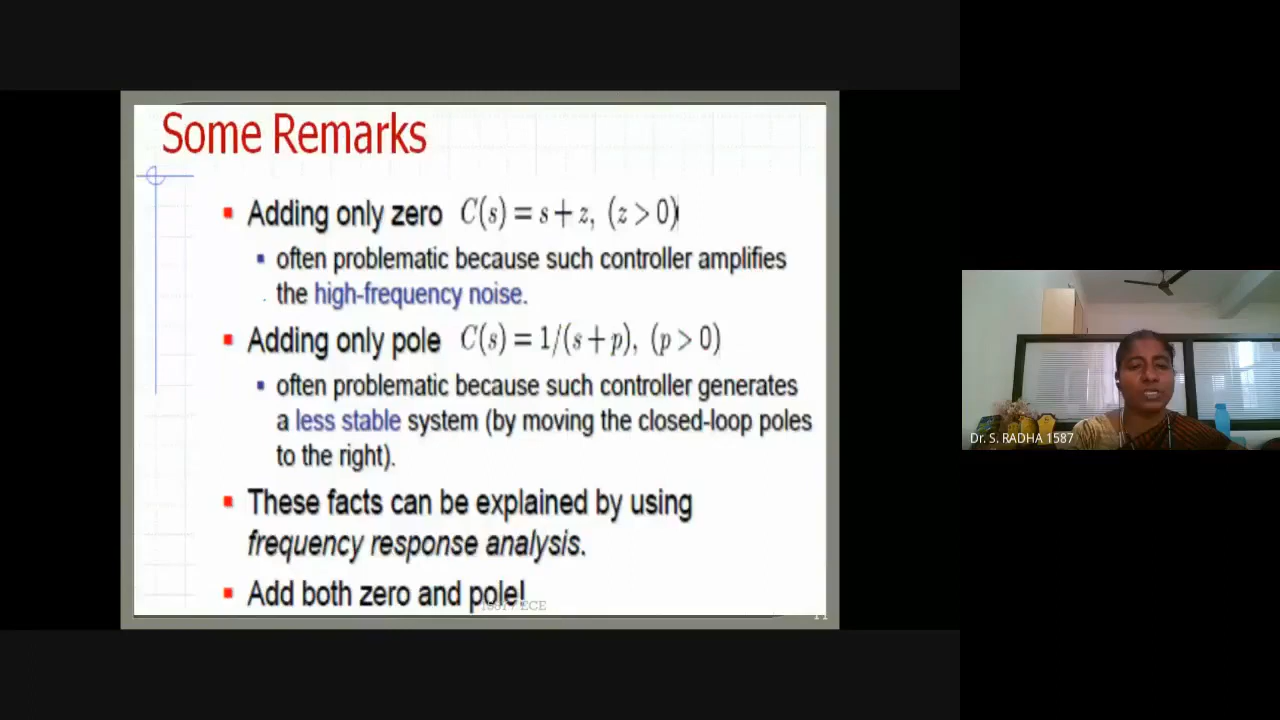 Some Remarks
Adding only zero C(s) = s + z, (z > 0)
often problematic because such controller amplifies
the high-frequency noise.
Adding only pole C(s) = 1/(s + p), (p > 0)
often problematic because such controller generates
a less stable system (by moving the closed-loop poles
to the right).
These facts can be explained by using
frequency response analysis.
Add both zero and pole!
ECE
11
Dr. S. RADHA 1587